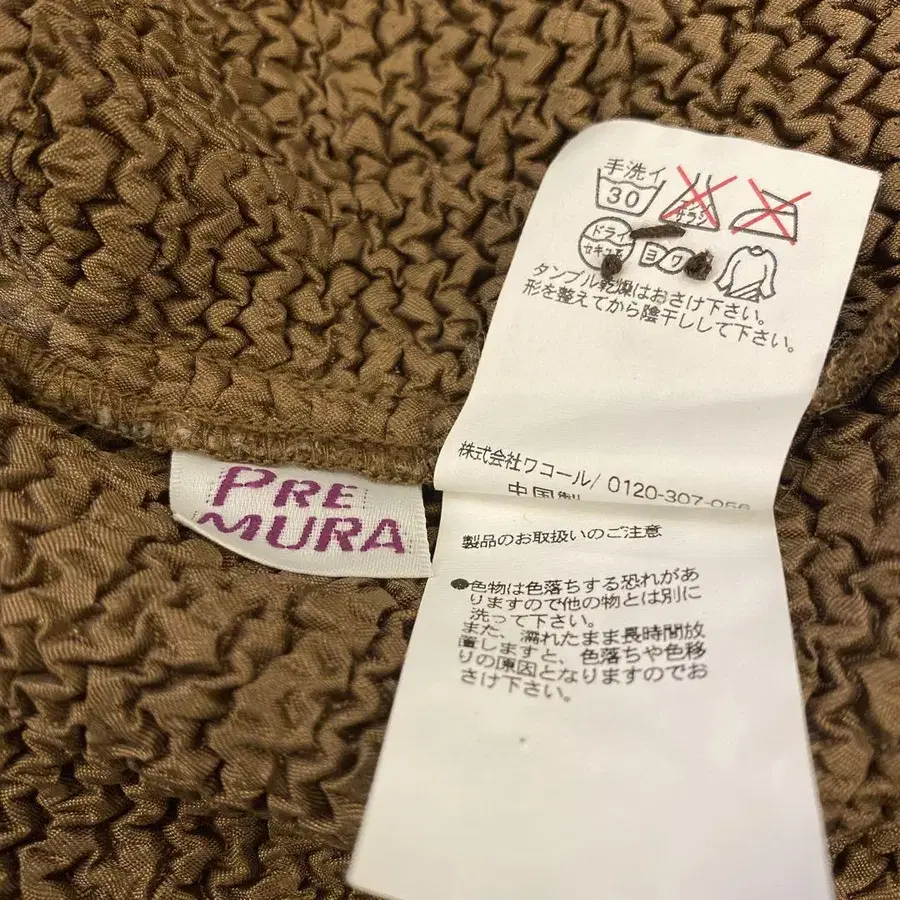 手洗イ
30
ドライ
ヨワク
タンブル乾燥はおさけ下さい。
形を整えてから陰干しして下さい。
株式会社ワコール/ 0120-307-056
中国製
PRE
MURA
製品のお取扱いのご注意
●色物は色落ちする恐れがあ
りますので他の物とは別に
洗って下さい。
また、濡れたまま長時間放
置しますと、色落ちや色移
りの原因となりますのでお
さけ下さい。